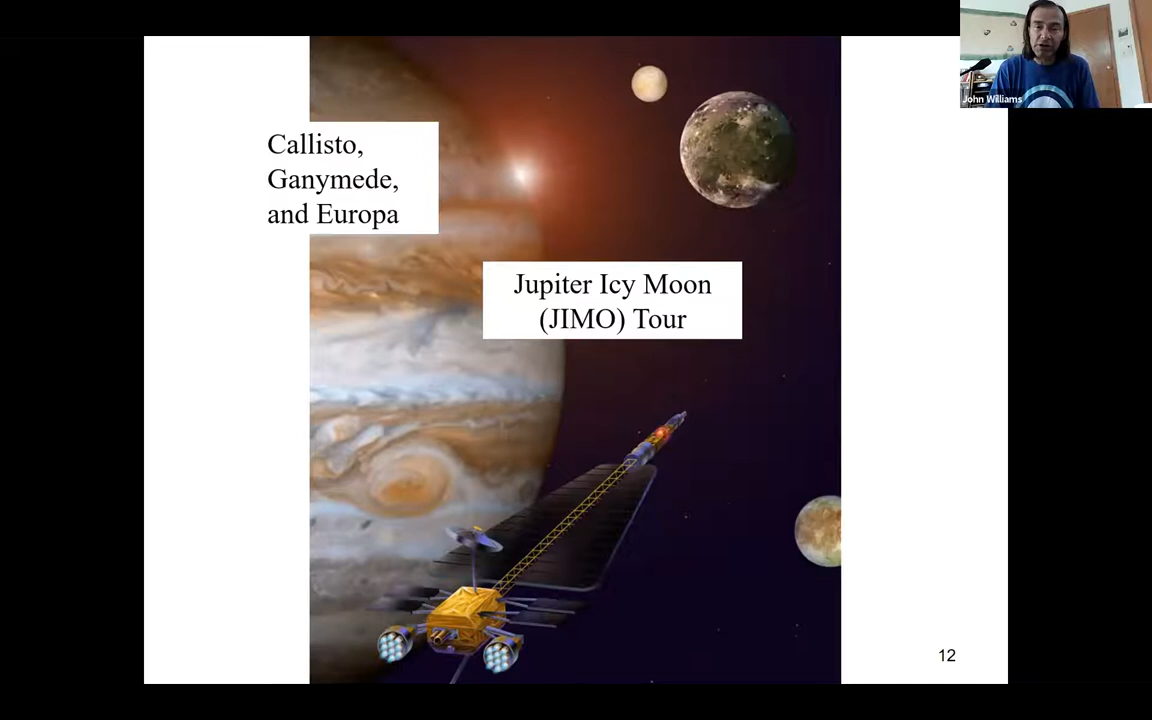 John Williams
Callisto,
Ganymede,
and Europa
Jupiter Icy Moon
(JIMO) Tour
12